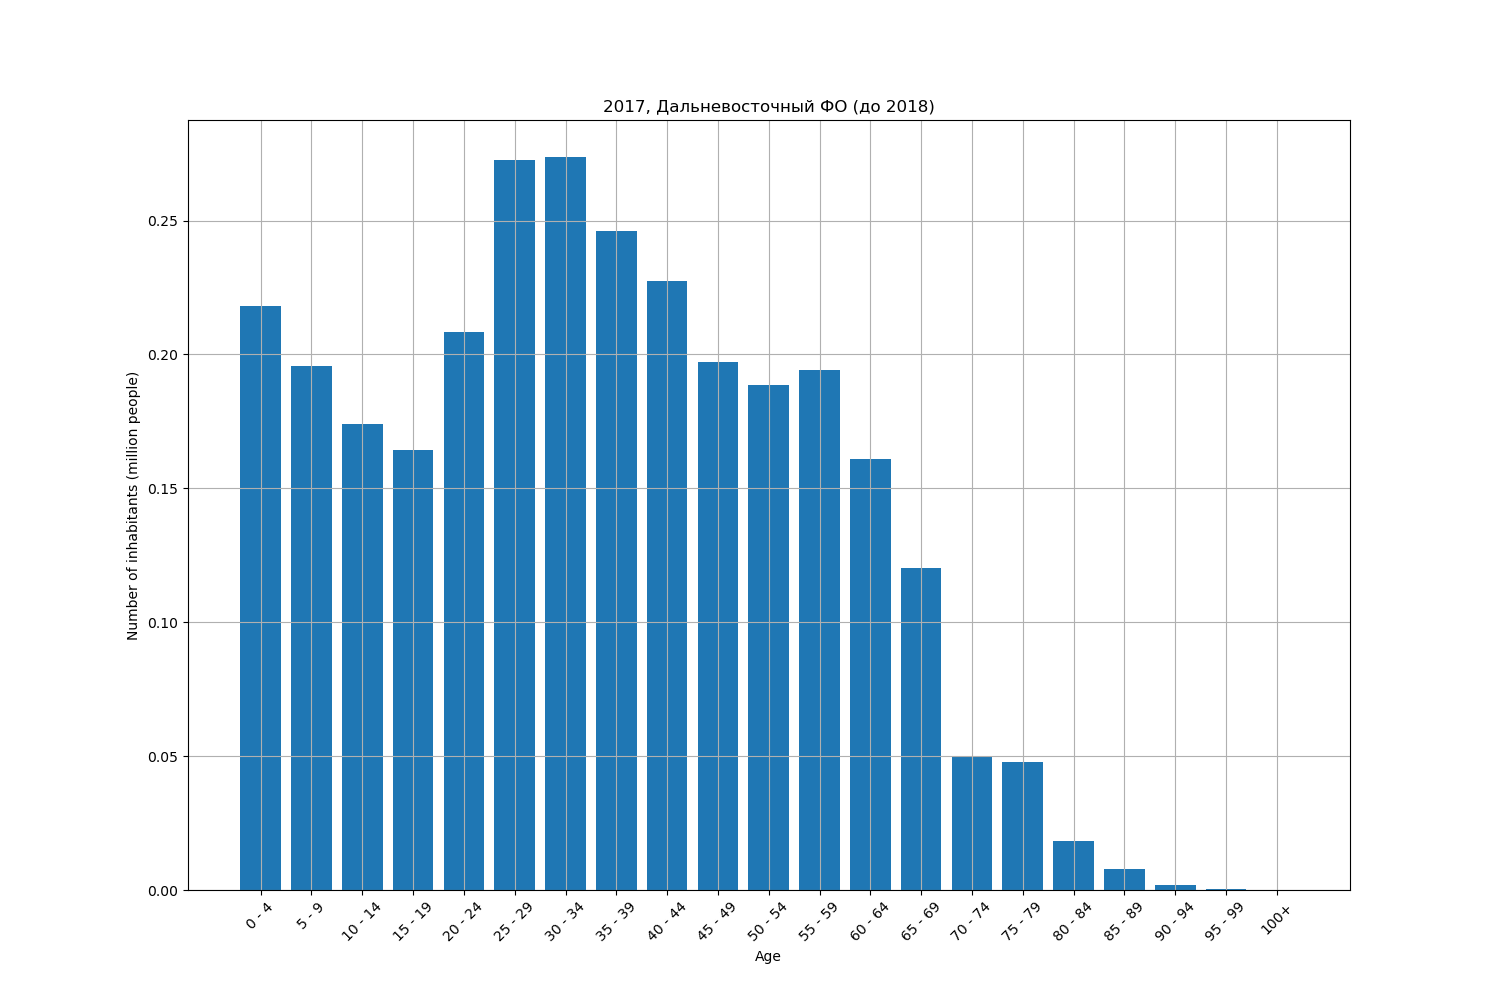 2017, Дальневосточный ФО (до 2018)
Number of inhabitants (million people)
0.25
0.20
0.15
0.10
0.05
0.00
0 - 4
5 - 9
10 - 14
15 - 19
20 - 24
25 - 29
30 - 34
35 - 39
40 - 44
45 - 49
50 - 54
55 - 59
60 - 64
65 - 69
70 - 74
75 - 79
80 - 84
85 - 89
90 - 94
95 - 99
100+
Age